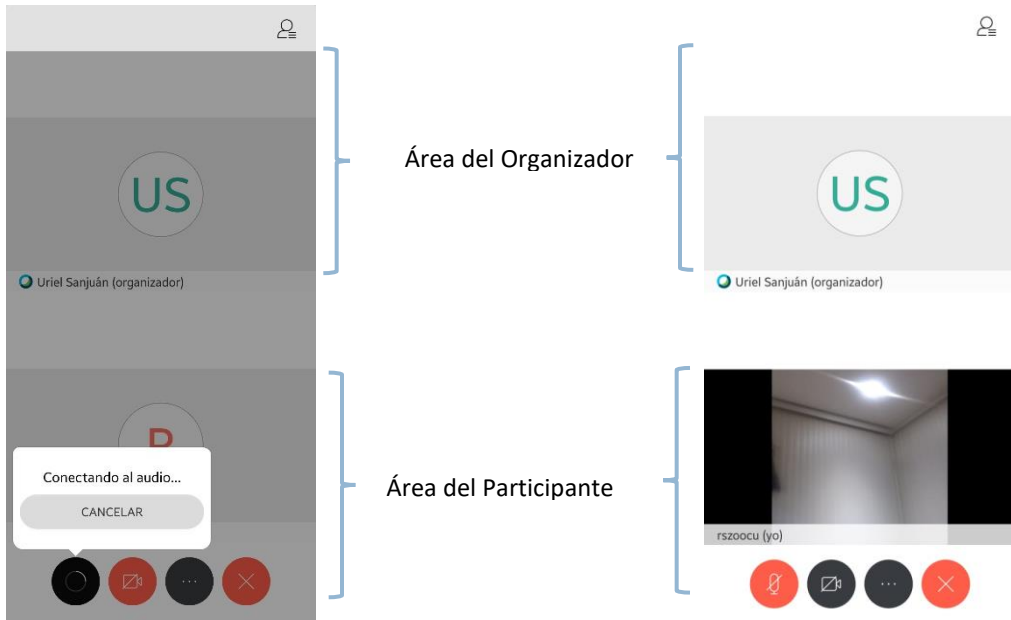 US
Uriel Sanjuán (organizador)
R
Conectando al audio...
CANCELAR
Área del Organizador
Área del Participante
US
Uriel Sanjuán (organizador)
rszoocu (yo)